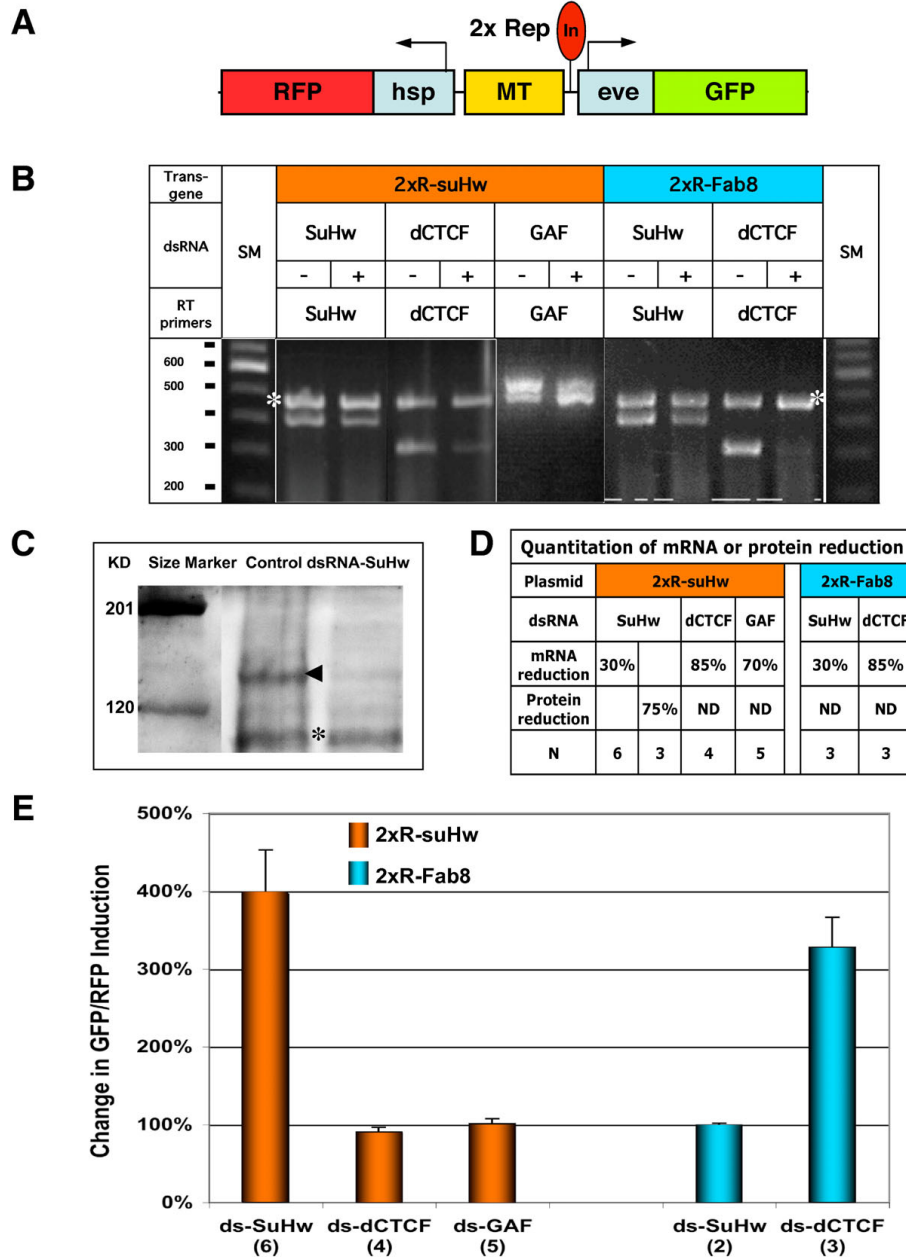 A
2x Rep
In
RFP
hsp
MT
eve
GFP
B
Trans-
gene
2xR-suHw
2xR-Fab8
dsRNA
SM
SuHw
dCTCF
GAF
SuHw
dCTCF
SM
- + - + - + - + - +
RT
primers
SuHw
dCTCF
GAF
SuHw
dCTCF
600
500
*
*
300
200
C
KD Size Marker Control dsRNA-SuHw
201
120
*
D
Quantitation of mRNA or protein reduction
Plasmid 2xR-suHw 2xR-Fab8
dsRNA SuHw dCTCF GAF SuHw dCTCF
mRNA
reduction
30% 85% 70% 30% 85%
Protein
reduction
75% ND ND ND ND
N 6 3 4 5 3 3
E
Change in GFP/RFP Induction
500%
400%
300%
200%
100%
0%
2xR-suHw
2xR-Fab8
ds-SuHw ds-dCTCF ds-GAF ds-SuHw ds-dCTCF
(6) (4) (5) (2) (3)